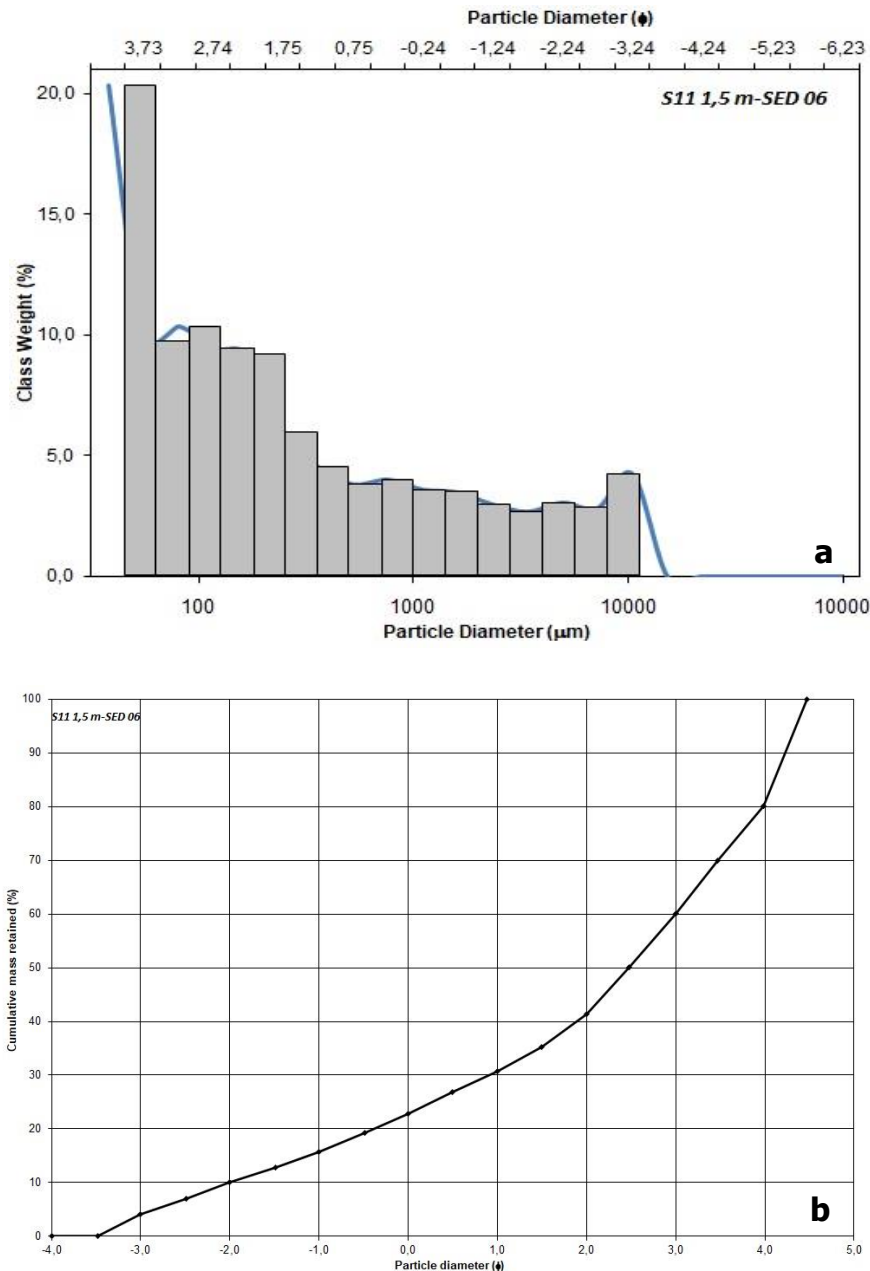 Particle Diameter (ϕ)
3,73 2,74 1,75 0,75 -0,24 -1,24 -2,24 -3,24 -4,24 -5,23 -6,23
S11 1,5 m-SED 06
20,0
15,0
10,0
5,0
0,0
Class Weight (%)
a
100 1000 10000 10000
Particle Diameter (μm)
100
S11 1,5 m-SED 06
90
80
70
60
50
40
30
20
10
0
Cumulative mass retained (%)
b
-4,0 -3,0 -2,0 -1,0 0,0 1,0 2,0 3,0 4,0 5,0
Particle diameter (ϕ)